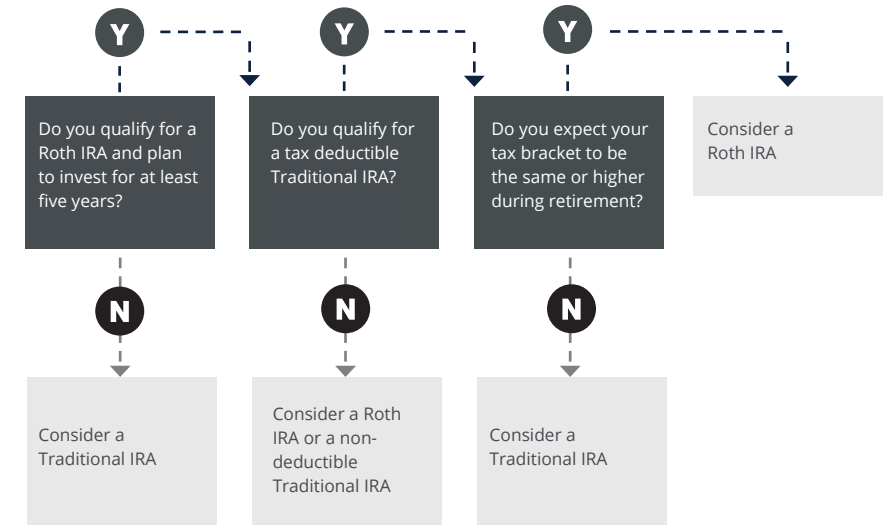 Y
Y
Y
Do you qualify for a
Roth IRA and plan
to invest for at least
five years?
Do you qualify for
a tax deductible
Traditional IRA?
Do you expect your
tax bracket to be
the same or higher
during retirement?
Consider a
Roth IRA
N
N
N
Consider a
Traditional IRA
Consider a Roth
IRA or a non-
deductible
Traditional IRA
Consider a
Traditional IRA